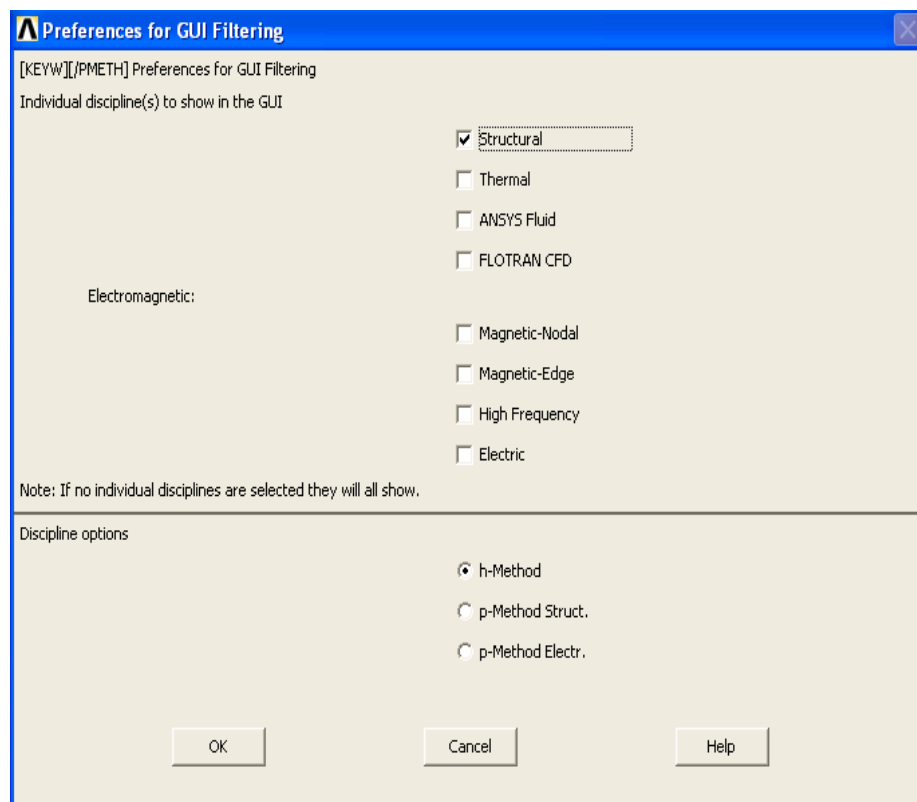 Preferences for GUI Filtering
[KEYW][/PMETH] Preferences for GUI Filtering
Individual discipline(s) to show in the GUI
Structural
Thermal
ANSYS Fluid
FLOTRAN CFD
Electromagnetic:
Magnetic-Nodal
Magnetic-Edge
High Frequency
Electric
Note: If no individual disciplines are selected they will all show.
Discipline options
h-Method
p-Method Struct.
p-Method Electr.
OK Cancel Help